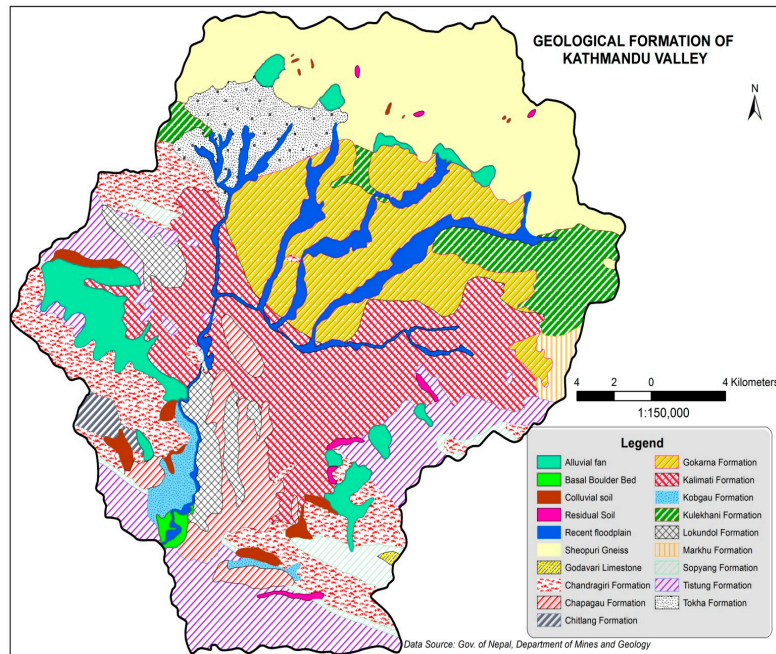 GEOLOGICAL FORMATION OF
KATHMANDU VALLEY
N
4 2 0 4 Kilometers
1:150,000
Legend
Alluvial fan
Basal Boulder Bed
Colluvial soil
Residual Soil
Recent floodplain
Sheopuri Gneiss
Godavari Limestone
Chandragiri Formation
Chapagau Formation
Chitlang Formation
Gokarna Formation
Kalimati Formation
Kobgau Formation
Kulekhani Formation
Lokundol Formation
Markhu Formation
Sopyang Formation
Tistung Formation
Tokha Formation
Data Source: Gov. of Nepal, Department of Mines and Geology